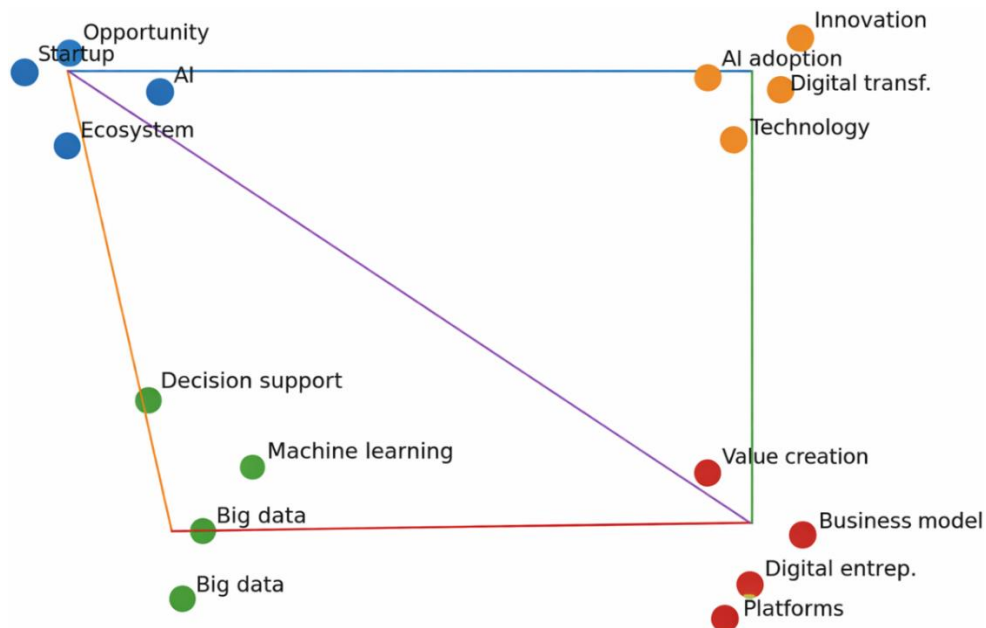 Innovation
Opportunity
Startup
AI adoption
AI
Digital transf.
Ecosystem
Technology
Decision support
Machine learning
Value creation
Big data
Business model
Digital entrep.
Big data
Platforms